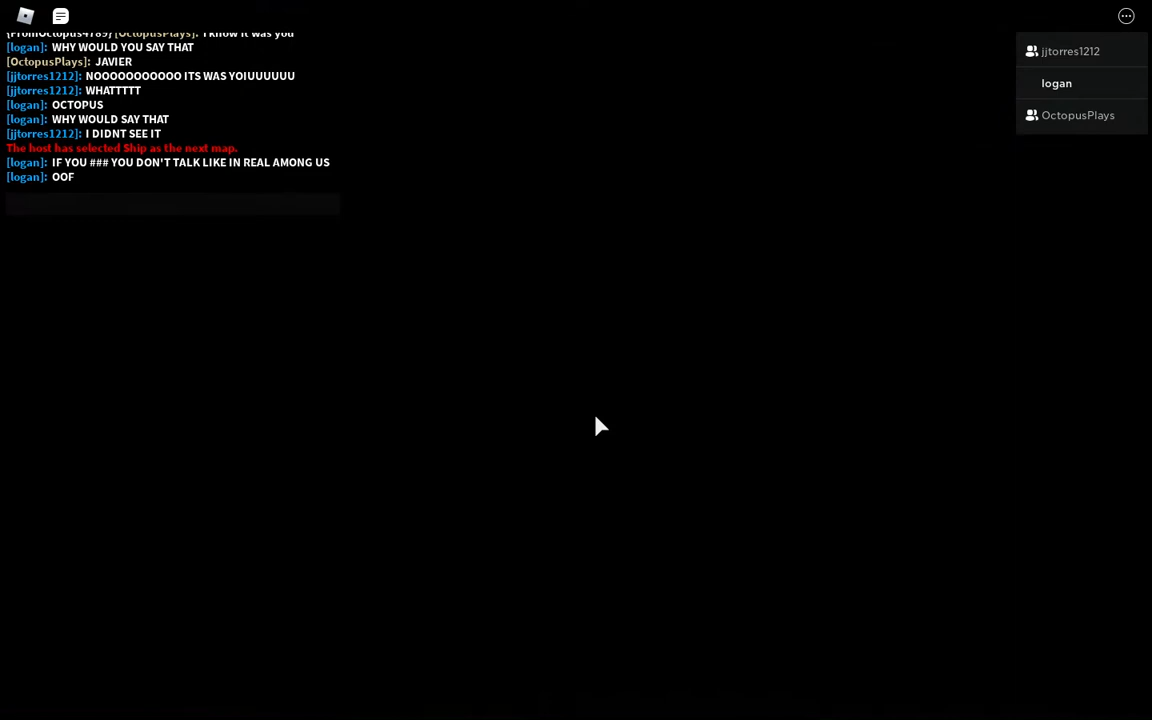 {FromOctopus4789}[OctopusPlays]: I know it was you
[logan]: WHY WOULD YOU SAY THAT
[OctopusPlays]: JAVIER
[jjtorres1212]: NOOOOOOOOOOO ITS WAS YOIUUUUUU
[jjtorres1212]: WHATTTTT
[logan]: OCTOPUS
[logan]: WHY WOULD SAY THAT
[jjtorres1212]: I DIDNT SEE IT
The host has selected Ship as the next map.
[logan]: IF YOU ### YOU DON'T TALK LIKE IN REAL AMONG US
[logan]: OOF
jjtorres1212
logan
OctopusPlays